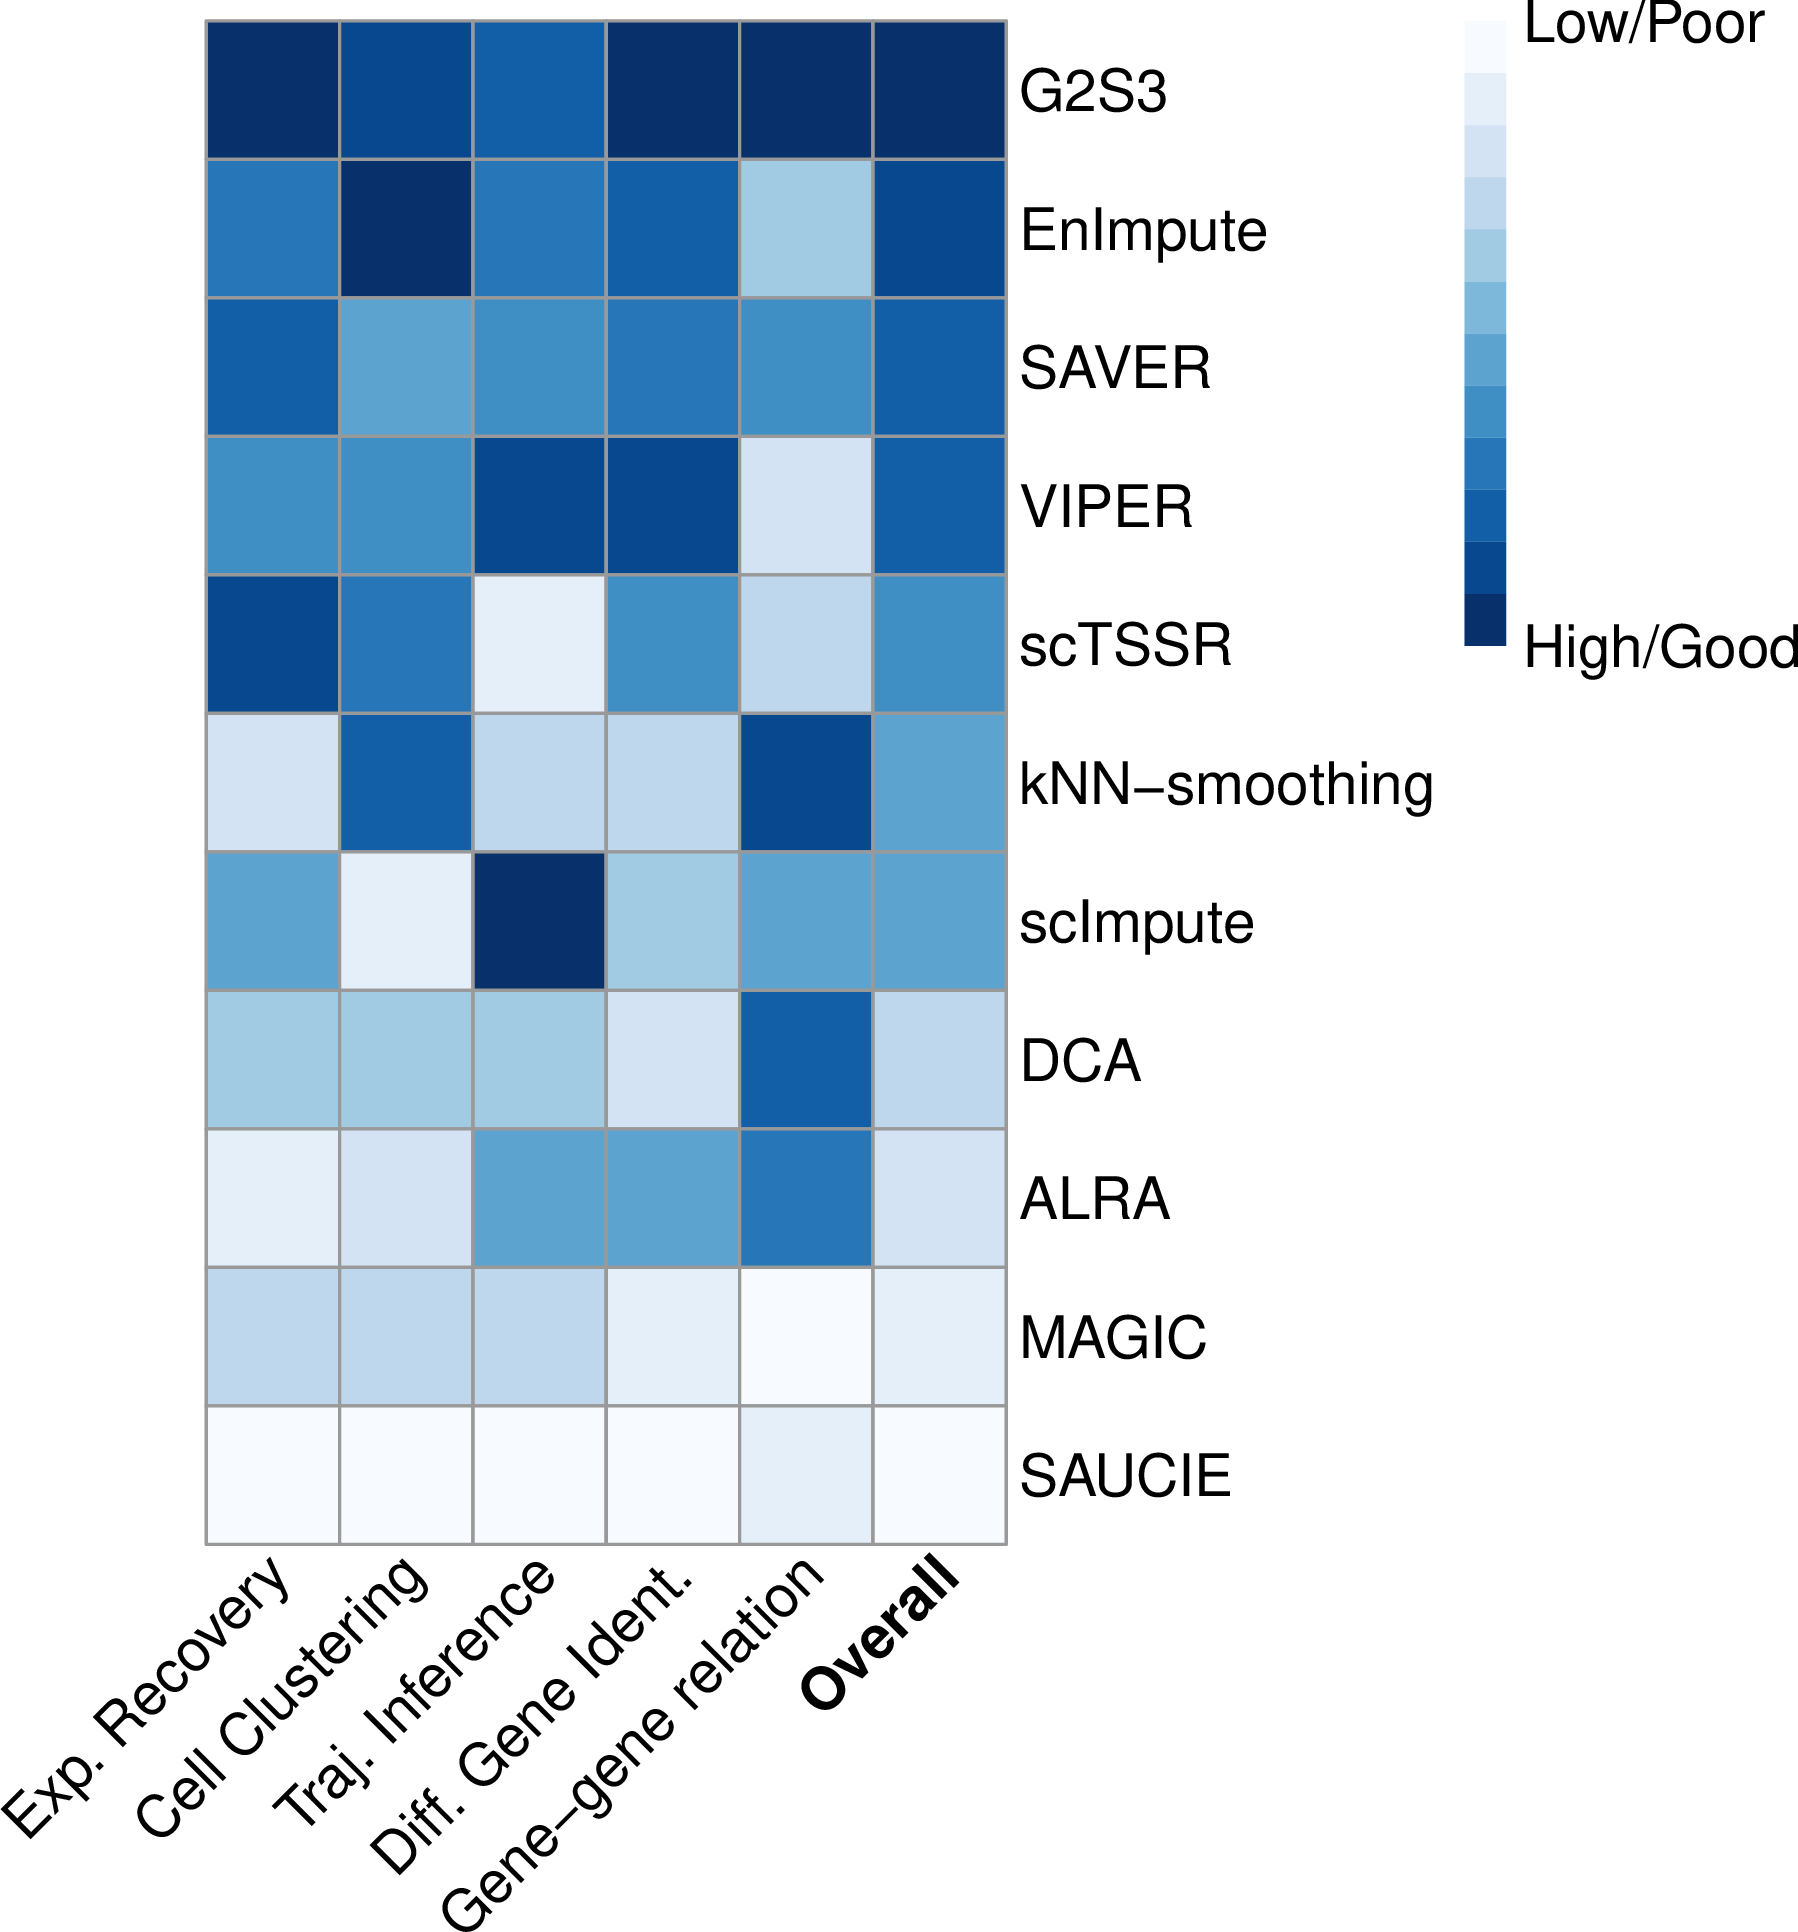 Low/Poor
High/Good
G2S3
EnImpute
SAVER
VIPER
scTSSR
kNN−smoothing
scImpute
DCA
ALRA
MAGIC
SAUCIE
Exp. Recovery
Cell Clustering
Traj. Inference
Diff. Gene Ident.
Gene−gene relation
Overall